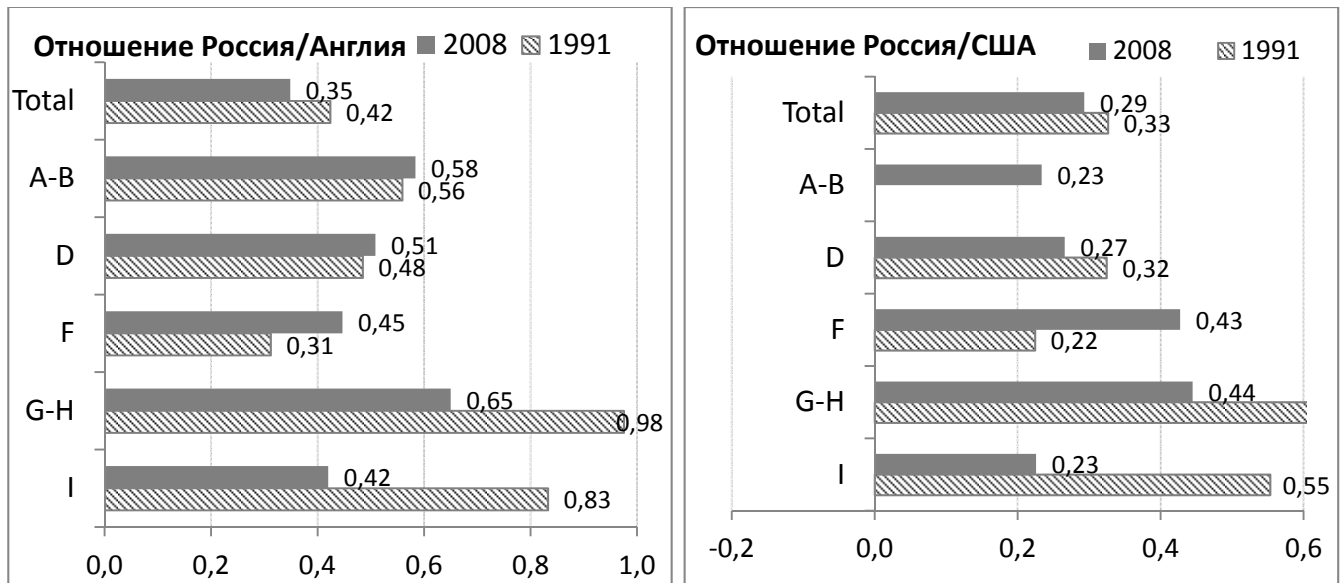 Отношение Россия/Англия 2008 1991
Total 0,35
0,42
A-B 0,58
0,56
D 0,51
0,48
F 0,45
0,31
G-H 0,65
0,98
I 0,42
0,83
0,0 0,2 0,4 0,6 0,8 1,0
Отношение Россия/США 2008 1991
Total 0,29
0,33
A-B 0,23
D 0,27
0,32
F 0,43
0,22
G-H 0,44
I 0,23
0,55
-0,2 0,0 0,2 0,4 0,6